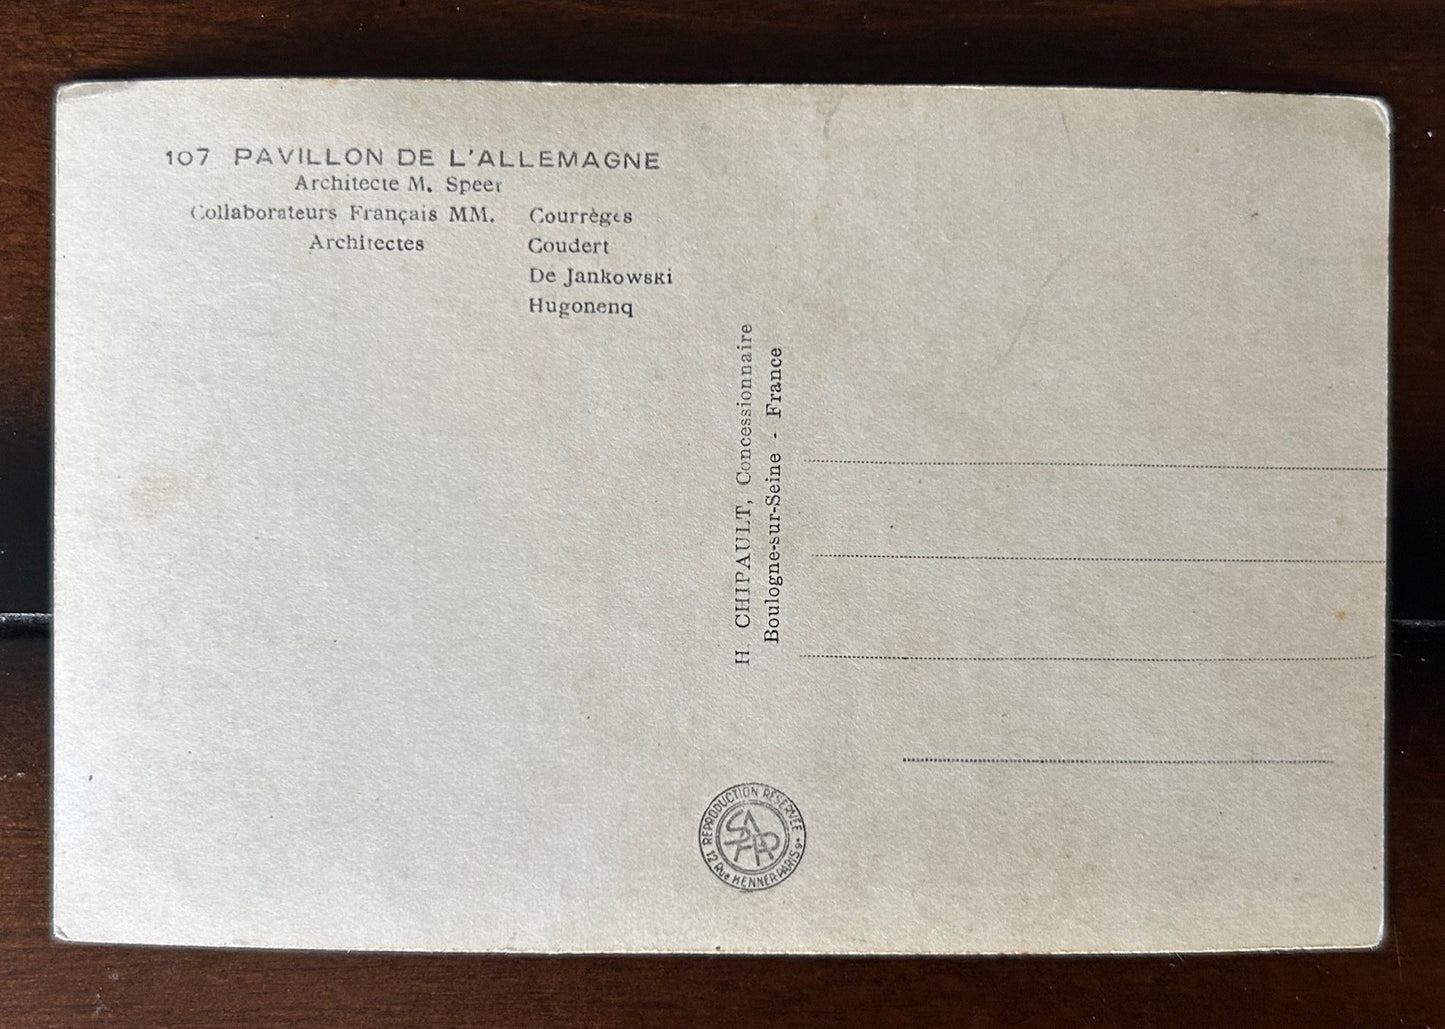 107 PAVILLON DE L'ALLEMAGNE
Architecte M. Speer
Collaborateurs Français MM. Courrèges
Architectes Coudert
De Jankowski
Hugonenq
H. CHIPAULT, Concessionnaire
Boulogne-sur-Seine - France
REPRODUCTION RÉSERVÉE
12 Rue HENNER-PARIS 9e